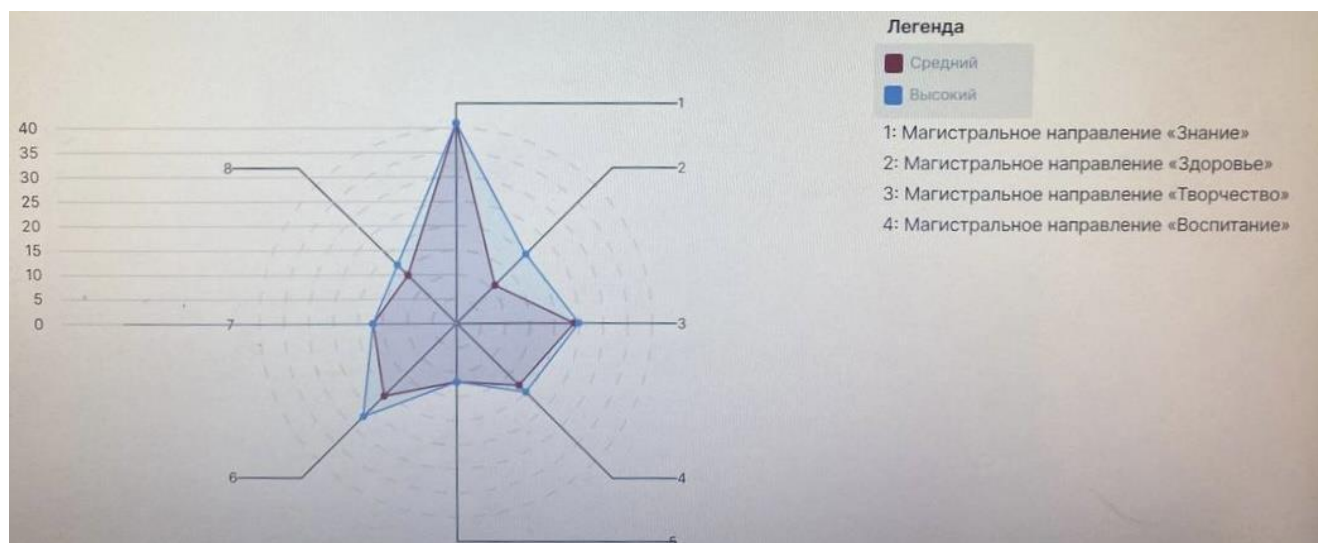 Легенда
Средний
Высокий
1: Магистральное направление «Знание»
2: Магистральное направление «Здоровье»
3: Магистральное направление «Творчество»
4: Магистральное направление «Воспитание»
40
35
30
25
20
15
10
5
0
1
2
3
4
5
6
7
8